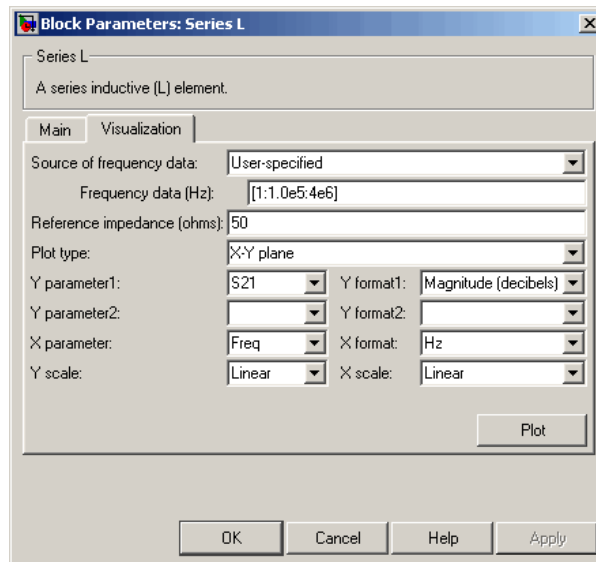 Block Parameters: Series L
Series L
A series inductive (L) element.
Main Visualization
Source of frequency data: User-specified
Frequency data (Hz): [1:1.0e5:4e6]
Reference impedance (ohms): 50
Plot type: X-Y plane
Y parameter1: S21 Y format1: Magnitude (decibels)
Y parameter2: Y format2:
X parameter: Freq X format: Hz
Y scale: Linear X scale: Linear
Plot
OK Cancel Help Apply